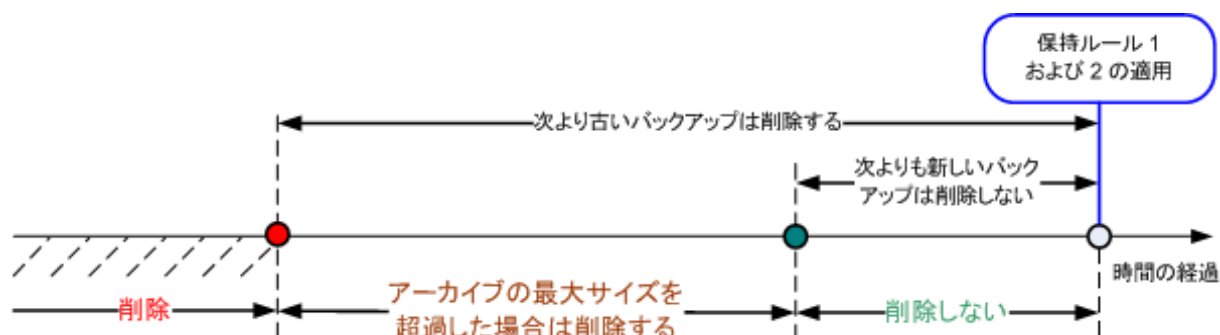 保持ルール 1
および 2 の適用
次より古いバックアップは削除する
次よりも新しいバック
アップは削除しない
時間の経過
削除
アーカイブの最大サイズを
超過した場合は削除する
削除しない